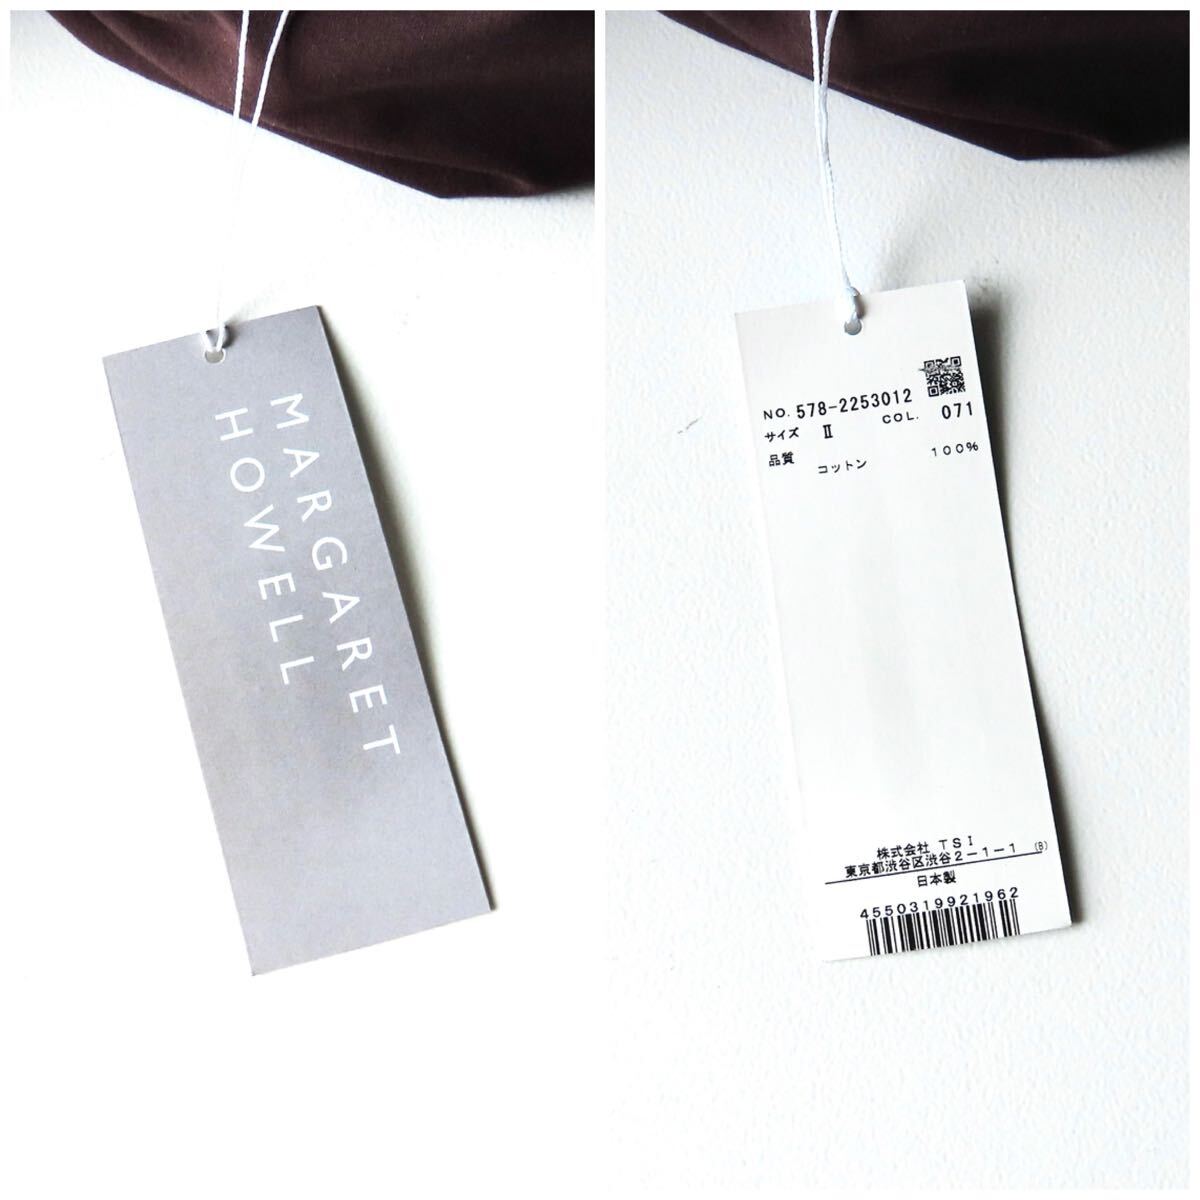 MARGARET
HOWELL
NO. 578-2253012
COL. 071
サイズ Ⅱ
品質
コットン 100%
株式会社 TSI
東京都渋谷区渋谷2-1-1 (B)
日本製
4550319921962